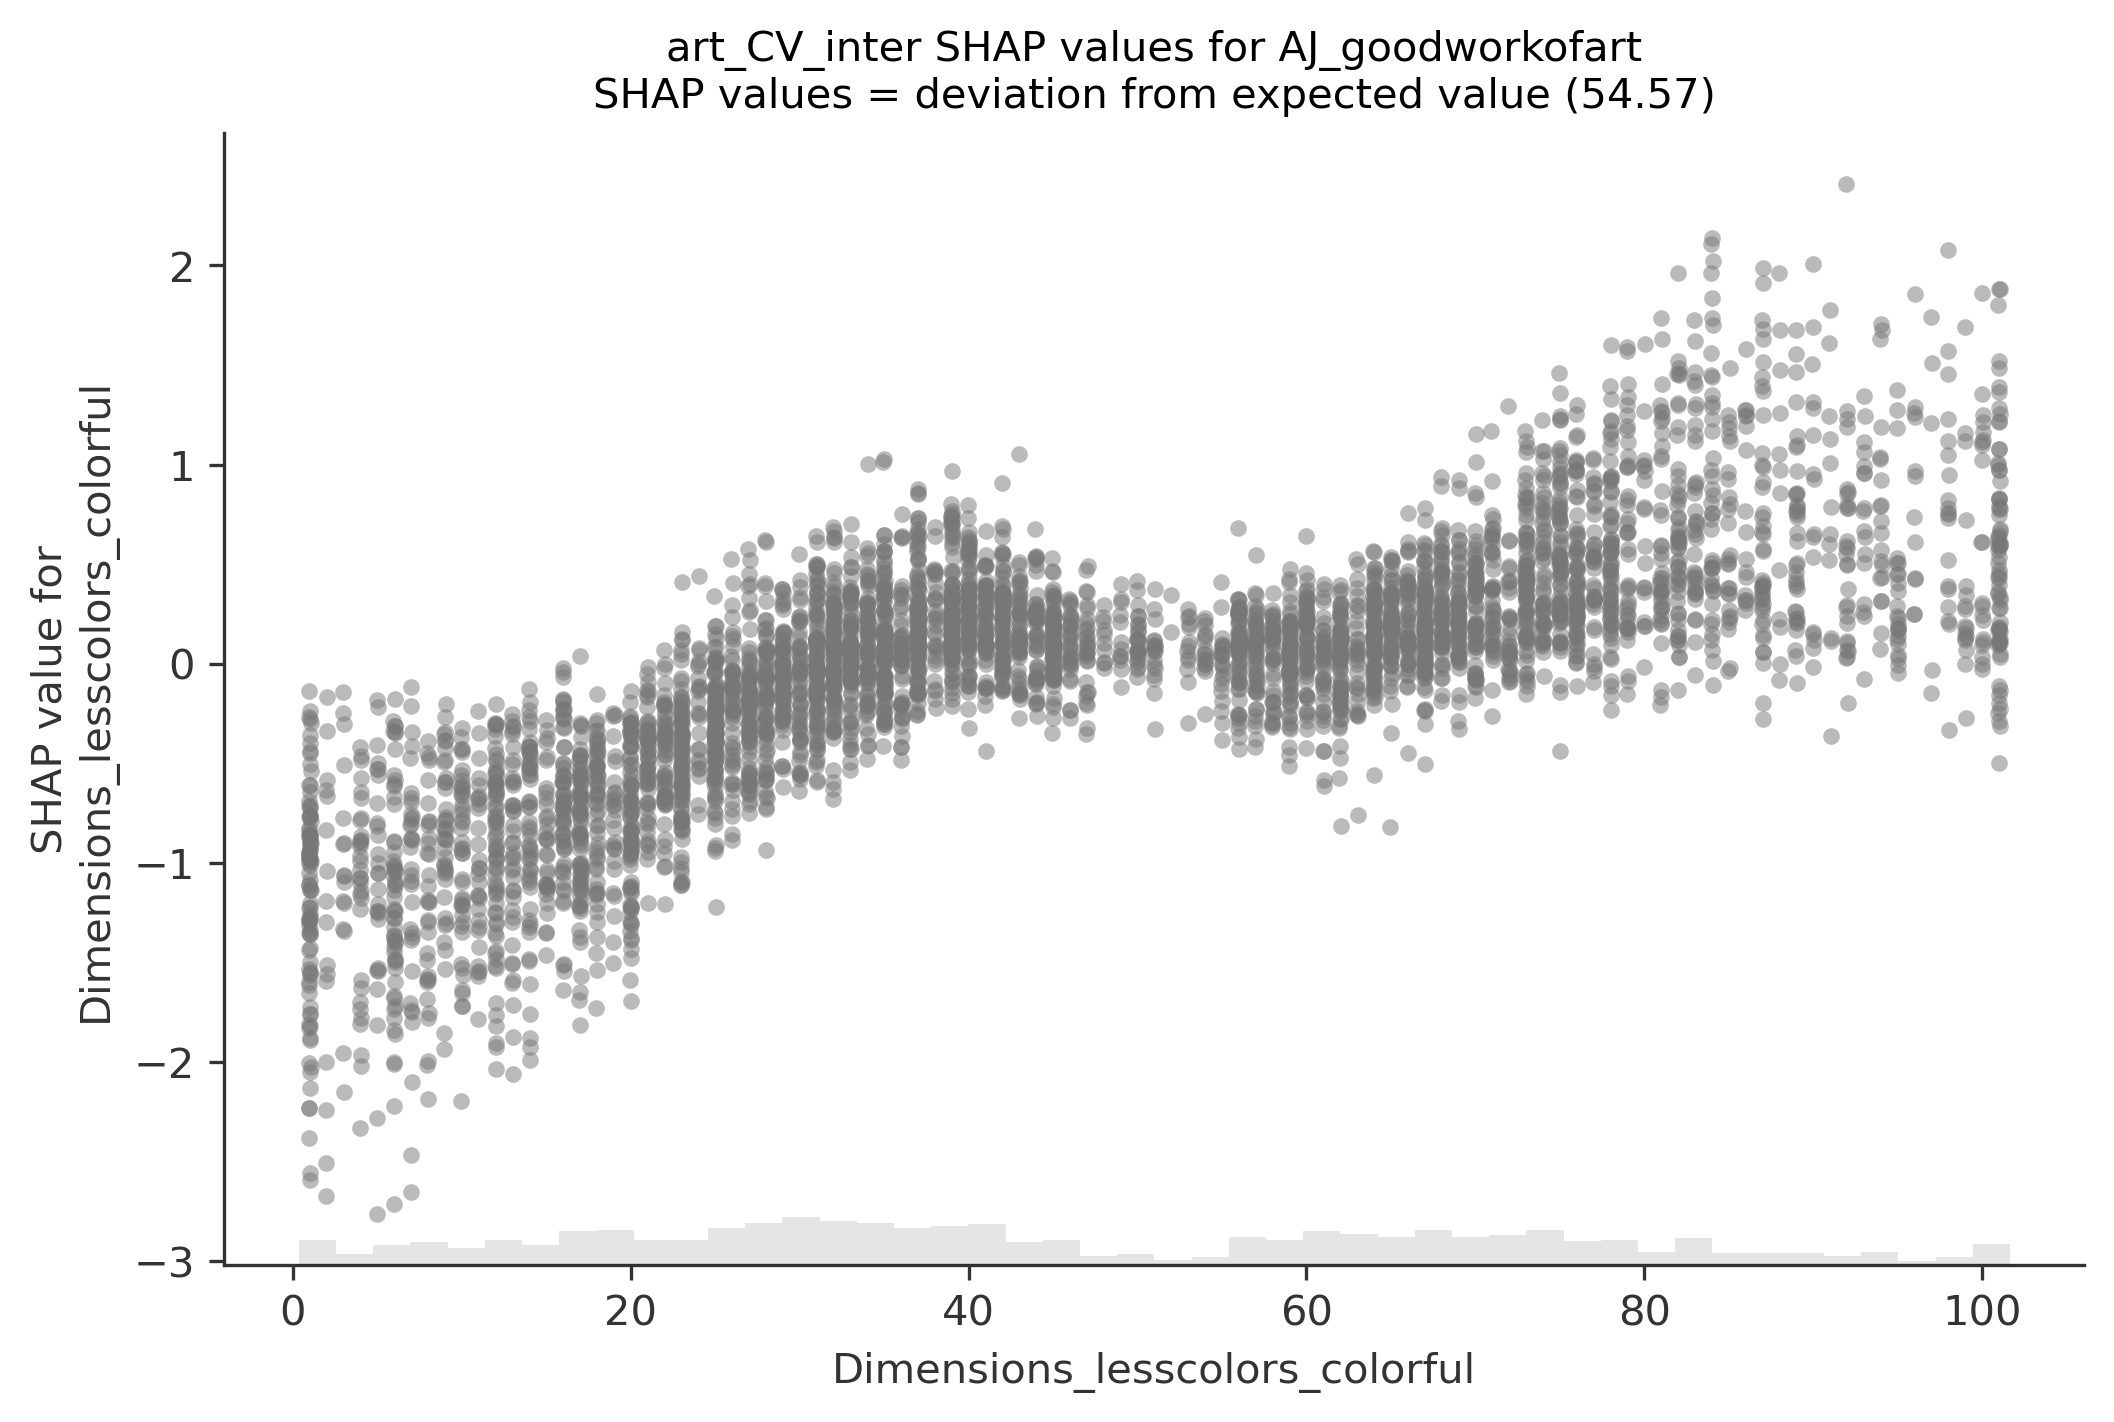 art_CV_inter SHAP values for AJ_goodworkofart
SHAP values = deviation from expected value (54.57)
SHAP value for
Dimensions_lesscolors_colorful
2
1
0
−1
−2
−3
0
20
40
60
80
100
Dimensions_lesscolors_colorful